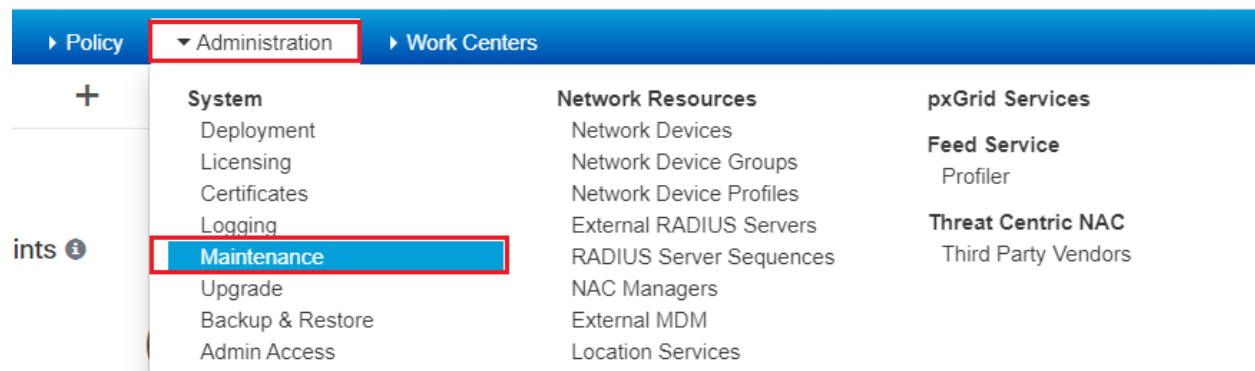 Policy
Administration
Work Centers
+
System
Deployment
Licensing
Certificates
Logging
Maintenance
Upgrade
Backup & Restore
Admin Access
Network Resources
Network Devices
Network Device Groups
Network Device Profiles
External RADIUS Servers
RADIUS Server Sequences
NAC Managers
External MDM
Location Services
pxGrid Services
Feed Service
Profiler
Threat Centric NAC
Third Party Vendors
ints